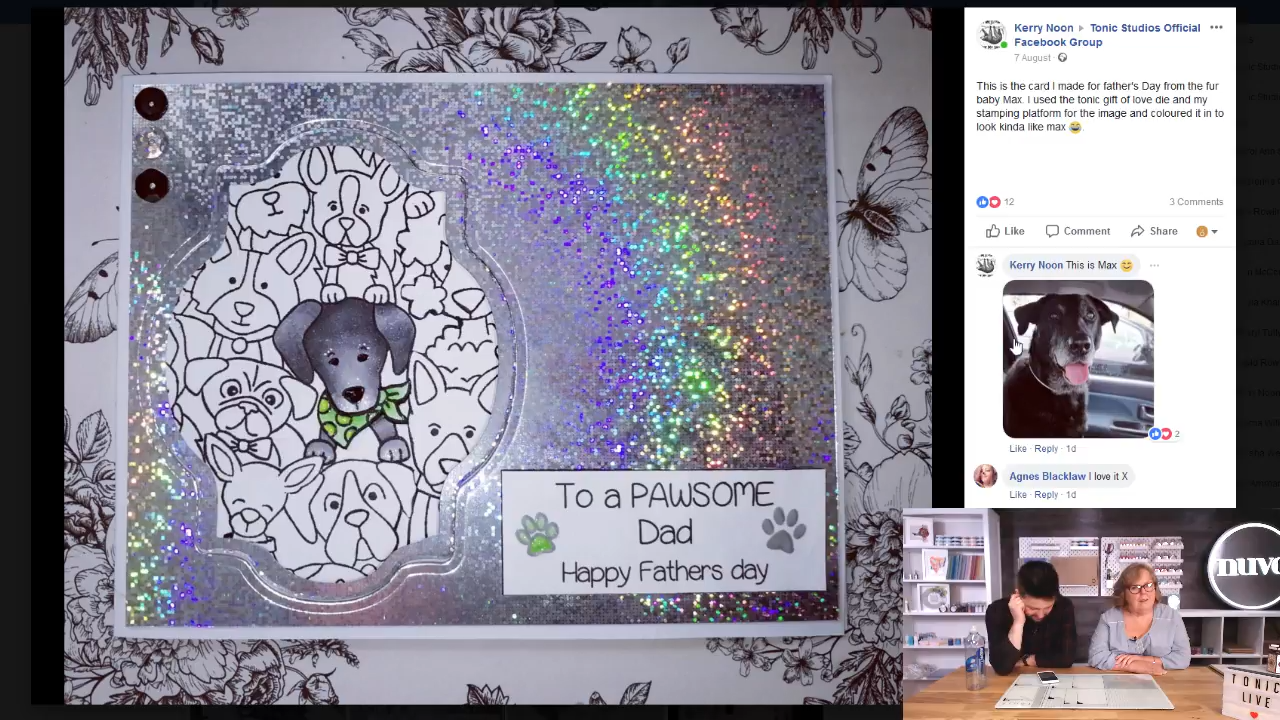 To a PAWSOME
Dad
Happy Fathers day
Kerry Noon ▸ Tonic Studios Official
Facebook Group
7 August
This is the card I made for father's Day from the fur
baby Max. I used the tonic gift of love die and my
stamping platform for the image and coloured it in to
look kinda like max 😂
12
3 Comments
Like Comment Share
Kerry Noon This is Max 😊
2
Like · Reply · 1d
Agnes Blacklaw I love it X
Like · Reply · 1d
nuvo
TONIC
LIVE